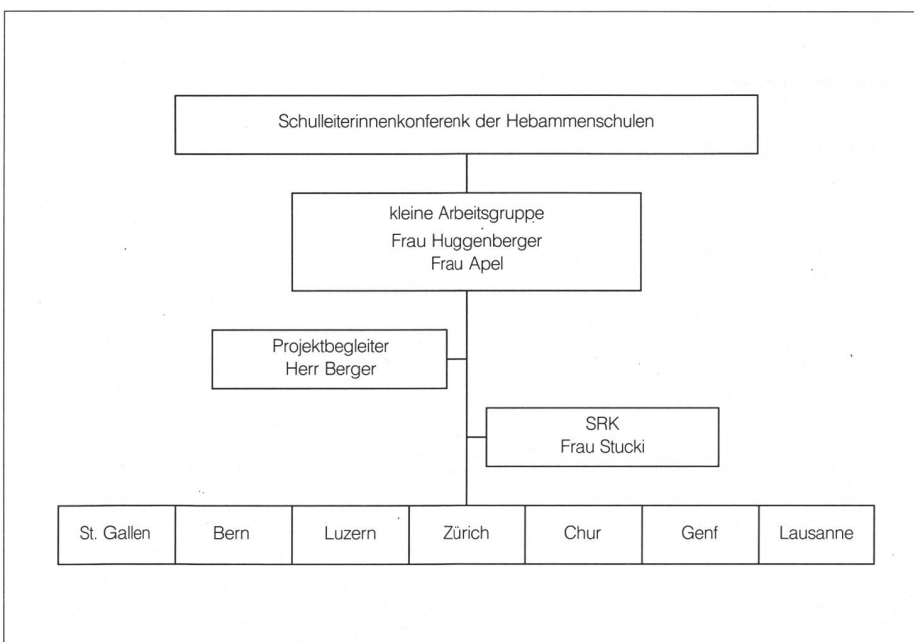 Schulleiterinnenkonferenk der Hebammenschulen
kleine Arbeitsgruppe
Frau Huggenberger
Frau Apel
Projektbegleiter
Herr Berger
SRK
Frau Stucki
St. Gallen
Bern
Luzern
Zürich
Chur
Genf
Lausanne